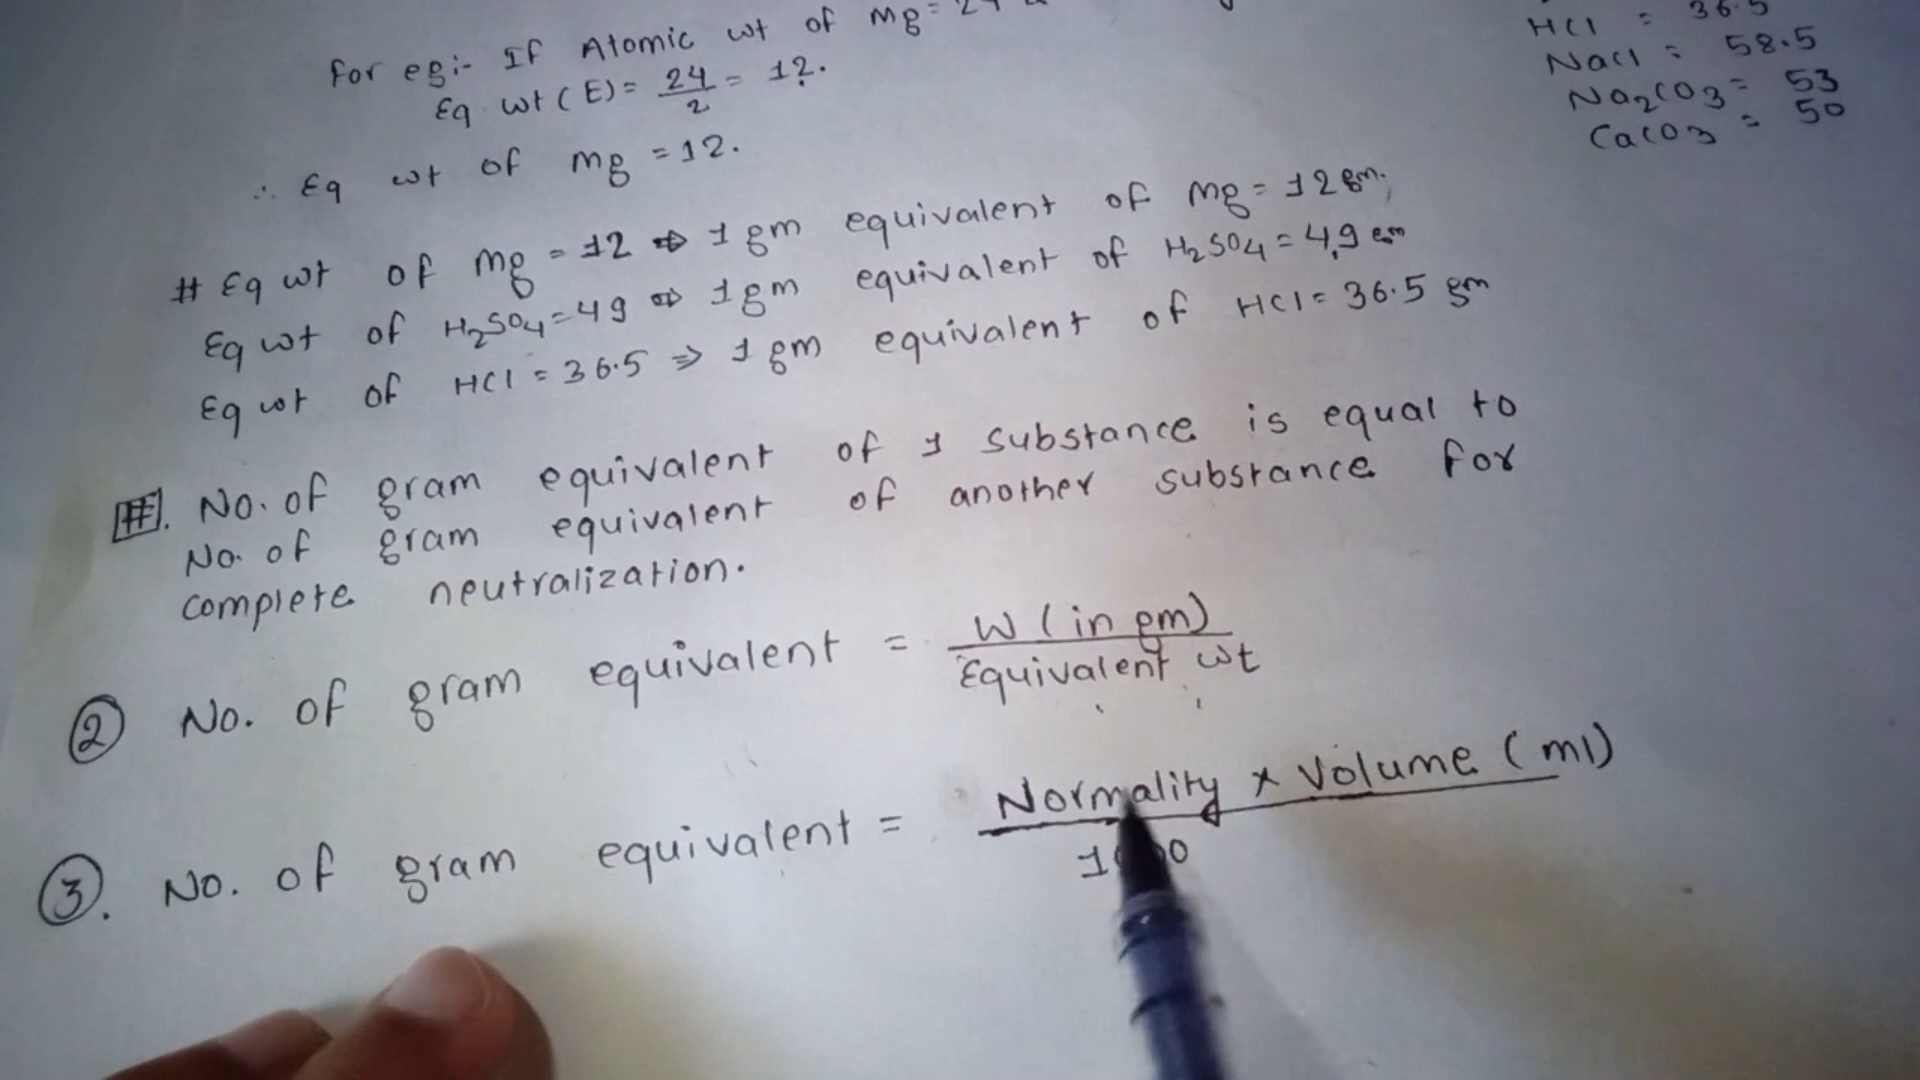 For eg:- If Atomic wt of Mg = 24
Eq. wt (E) = 24/2 = 12.
∴ Eq wt of Mg = 12.
HCl = 36.5
NaCl = 58.5
Na2CO3 = 53
CaCO3 = 50
# Eq wt of Mg = 12 ⇒ 1 gm equivalent of Mg = 12 gm.
Eq wt of H2SO4 = 49 ⇒ 1 gm equivalent of H2SO4 = 49 gm
Eq wt of HCl = 36.5 ⇒ 1 gm equivalent of HCl = 36.5 gm
#. No. of gram equivalent of 1 substance is equal to
No. of gram equivalent of another substance for
complete neutralization.
② No. of gram equivalent = W (in gm) / Equivalent wt
③. No. of gram equivalent = Normality x Volume (ml) / 1000